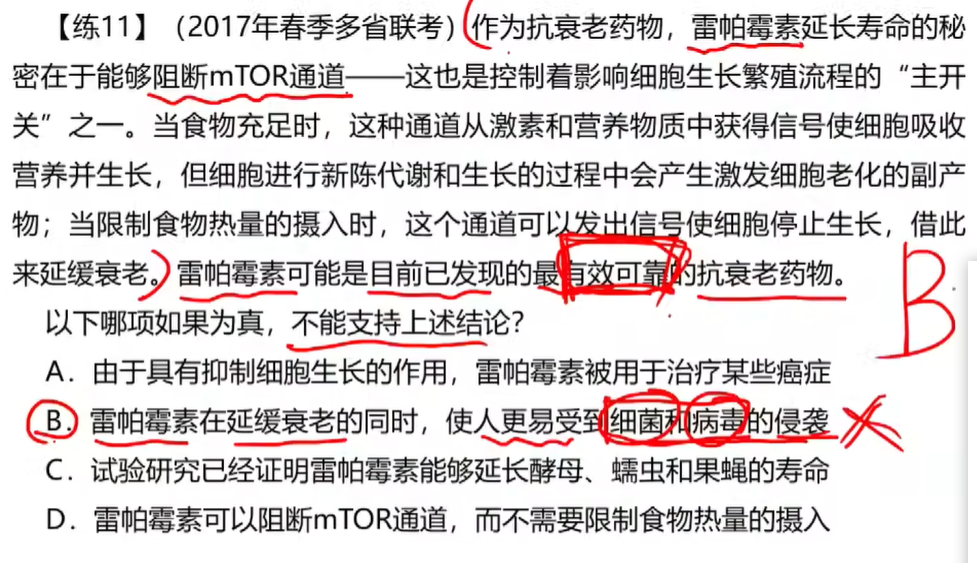 【练11】（2017年春季多省联考）作为抗衰老药物，雷帕霉素延长寿命的秘
密在于能够阻断mTOR通道——这也是控制着影响细胞生长繁殖流程的“主开
关”之一。当食物充足时，这种通道从激素和营养物质中获得信号使细胞吸收
营养并生长，但细胞进行新陈代谢和生长的过程中会产生激发细胞老化的副产
物；当限制食物热量的摄入时，这个通道可以发出信号使细胞停止生长，借此
来延缓衰老。雷帕霉素可能是目前已发现的最有效可靠的抗衰老药物。
B
以下哪项如果为真，不能支持上述结论？
A．由于具有抑制细胞生长的作用，雷帕霉素被用于治疗某些癌症
B．雷帕霉素在延缓衰老的同时，使人更易受到细菌和病毒的侵袭
C．试验研究已经证明雷帕霉素能够延长酵母、蠕虫和果蝇的寿命
D．雷帕霉素可以阻断mTOR通道，而不需要限制食物热量的摄入